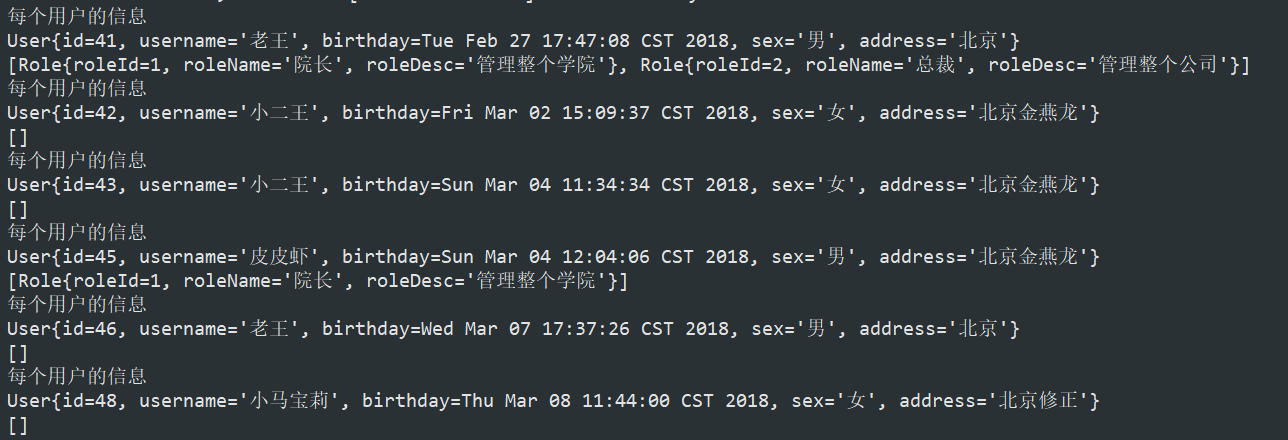 每个用户的信息
User{id=41, username='老王', birthday=Tue Feb 27 17:47:08 CST 2018, sex='男', address='北京'}
[Role{roleId=1, roleName='院长', roleDesc='管理整个学院'}, Role{roleId=2, roleName='总裁', roleDesc='管理整个公司'}]
每个用户的信息
User{id=42, username='小二王', birthday=Fri Mar 02 15:09:37 CST 2018, sex='女', address='北京金燕龙'}
[]
每个用户的信息
User{id=43, username='小二王', birthday=Sun Mar 04 11:34:34 CST 2018, sex='女', address='北京金燕龙'}
[]
每个用户的信息
User{id=45, username='皮皮虾', birthday=Sun Mar 04 12:04:06 CST 2018, sex='男', address='北京金燕龙'}
[Role{roleId=1, roleName='院长', roleDesc='管理整个学院'}]
每个用户的信息
User{id=46, username='老王', birthday=Wed Mar 07 17:37:26 CST 2018, sex='男', address='北京'}
[]
每个用户的信息
User{id=48, username='小马宝莉', birthday=Thu Mar 08 11:44:00 CST 2018, sex='女', address='北京修正'}
[]